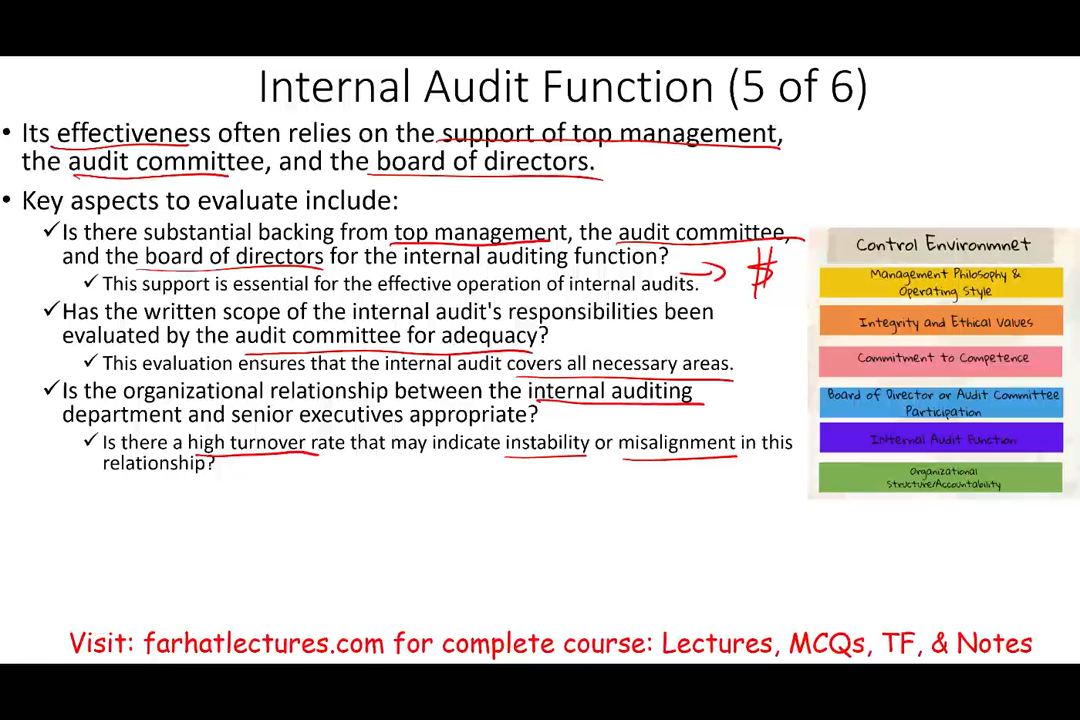 Internal Audit Function (5 of 6)
• Its effectiveness often relies on the support of top management,
the audit committee, and the board of directors.
• Key aspects to evaluate include:
✓Is there substantial backing from top management, the audit committee,
and the board of directors for the internal auditing function?
✓ This support is essential for the effective operation of internal audits.
$
✓Has the written scope of the internal audit's responsibilities been
evaluated by the audit committee for adequacy?
✓ This evaluation ensures that the internal audit covers all necessary areas.
✓Is the organizational relationship between the internal auditing
department and senior executives appropriate?
✓ Is there a high turnover rate that may indicate instability or misalignment in this
relationship?
Control Environmnet
Management Philosophy &
Operating Style
Integrity and Ethical Values
Commitment to Competence
Board of Director or Audit Committee
Participation
Internal Audit Function
Organizational
Structure/Accountability
Visit: farhatlectures.com for complete course: Lectures, MCQs, TF, & Notes